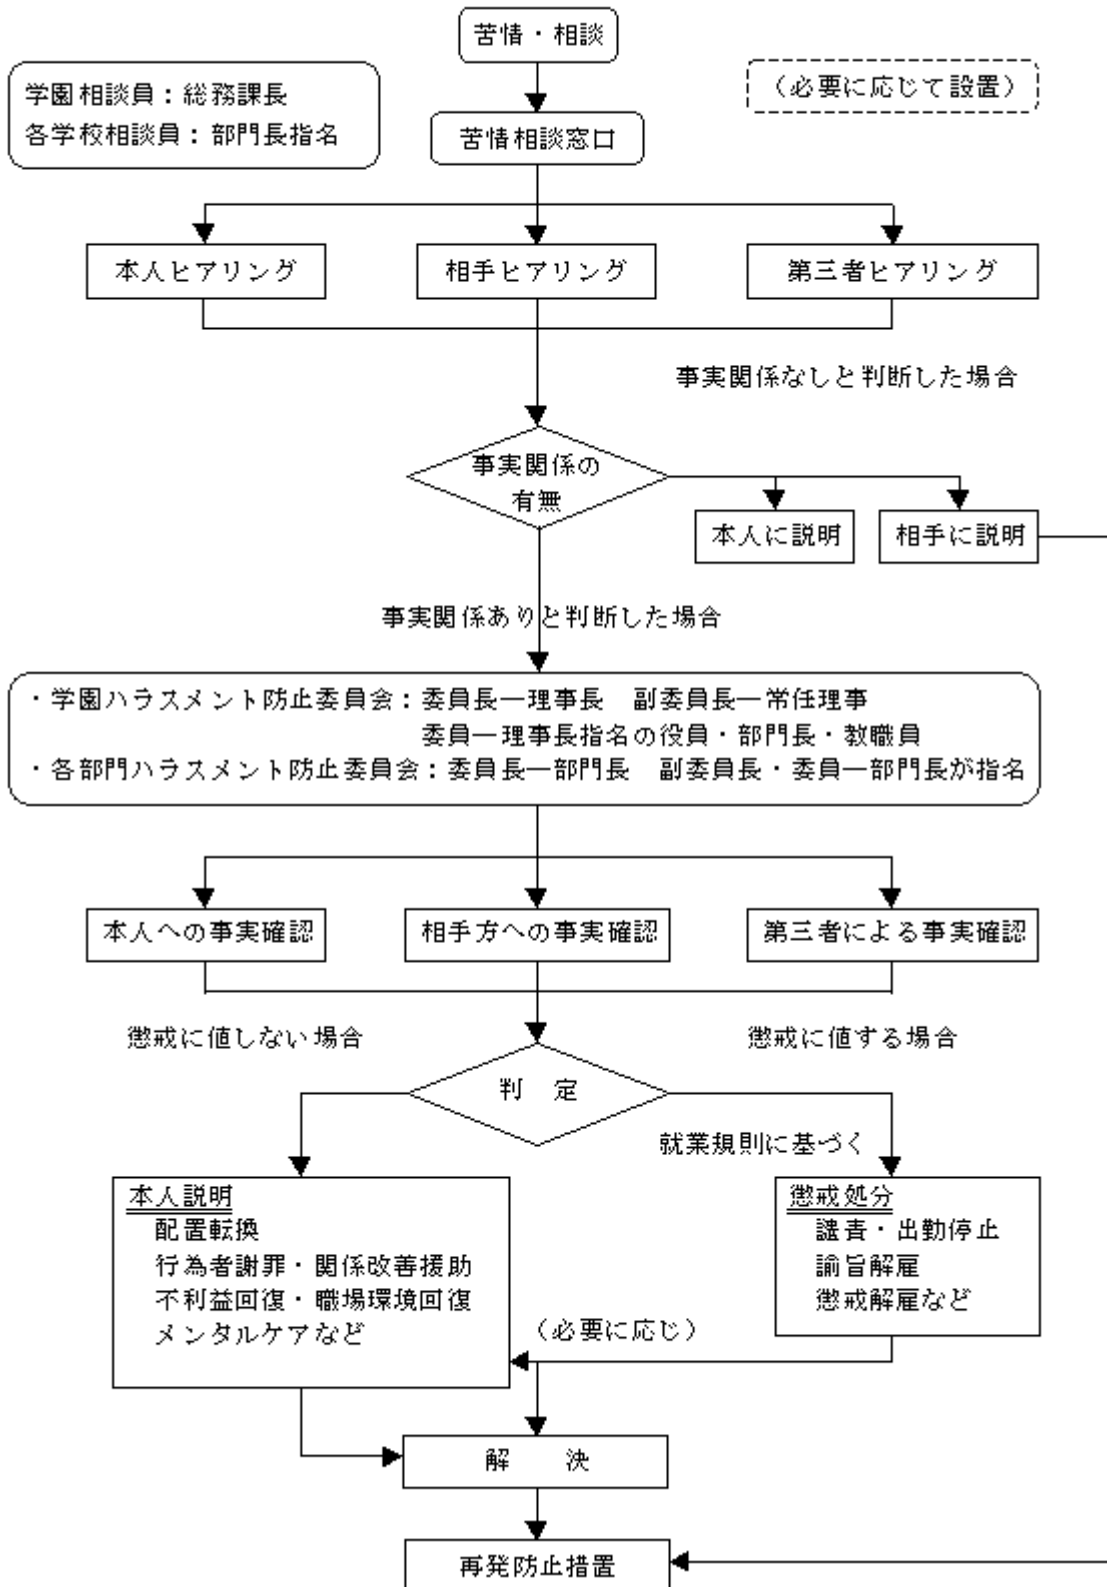 苦情・相談
学園相談員：総務課長
各学校相談員：部門長指名
（必要に応じて設置）
苦情相談窓口
本人ヒアリング
相手ヒアリング
第三者ヒアリング
事実関係なしと判断した場合
事実関係の
有無
本人に説明
相手に説明
事実関係ありと判断した場合
・学園ハラスメント防止委員会：委員長―理事長　副委員長―常任理事
委員―理事長指名の役員・部門長・教職員
・各部門ハラスメント防止委員会：委員長―部門長　副委員長・委員―部門長が指名
本人への事実確認
相手方への事実確認
第三者による事実確認
懲戒に値しない場合
懲戒に値する場合
判　定
就業規則に基づく
本人説明
配置転換
行為者謝罪・関係改善援助
不利益回復・職場環境回復
メンタルケアなど
懲戒処分
譴責・出勤停止
諭旨解雇
懲戒解雇など
（必要に応じ）
解　　決
再発防止措置